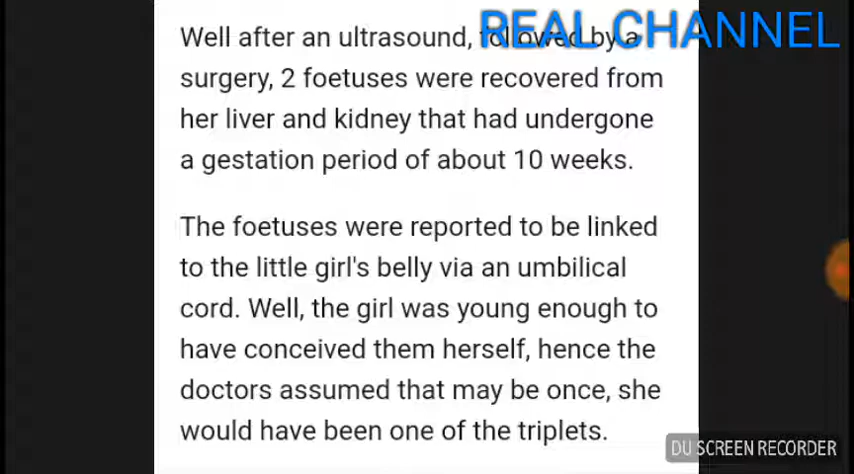 REAL CHANNEL
Well after an ultrasound, followed by a
surgery, 2 foetuses were recovered from
her liver and kidney that had undergone
a gestation period of about 10 weeks.
The foetuses were reported to be linked
to the little girl's belly via an umbilical
cord. Well, the girl was young enough to
have conceived them herself, hence the
doctors assumed that may be once, she
would have been one of the triplets.
DU SCREEN RECORDER